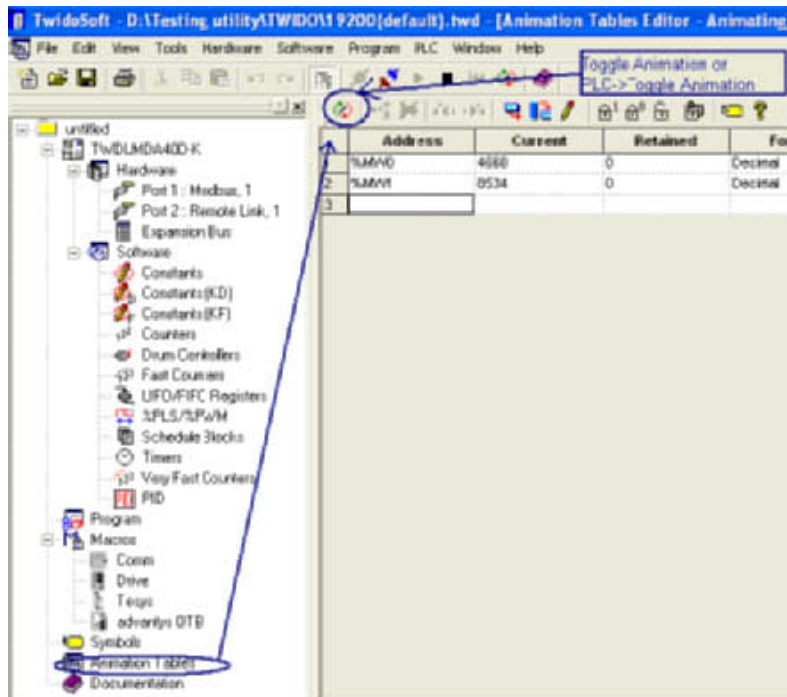 TwidoSoft - D:\Testing utility\TWIDO\19200(default).twd - [Animation Tables Editor - Animating
File Edit View Tools Hardware Software Program PLC Window Help
Toggle Animation or
PLC->Toggle Animation
untitled
TWDLMDA40D-K
Hardware
Port 1 : Modbus, 1
Port 2 : Remote Link, 1
Expansion Bus
Software
Constants
Constants (KD)
Constants (KF)
Counters
Drum Controllers
Fast Counters
LIFO/FIFO Registers
%PLS/%PWM
Schedule Blocks
Timers
Very Fast Counters
PID
Program
Macros
Comm
Drive
Tesys
advantys OTB
Symbols
Animation Tables
Documentation
Address Current Retained Fo
%MW0 4660 0 Decimal
2 %MW1 8534 0 Decimal
3